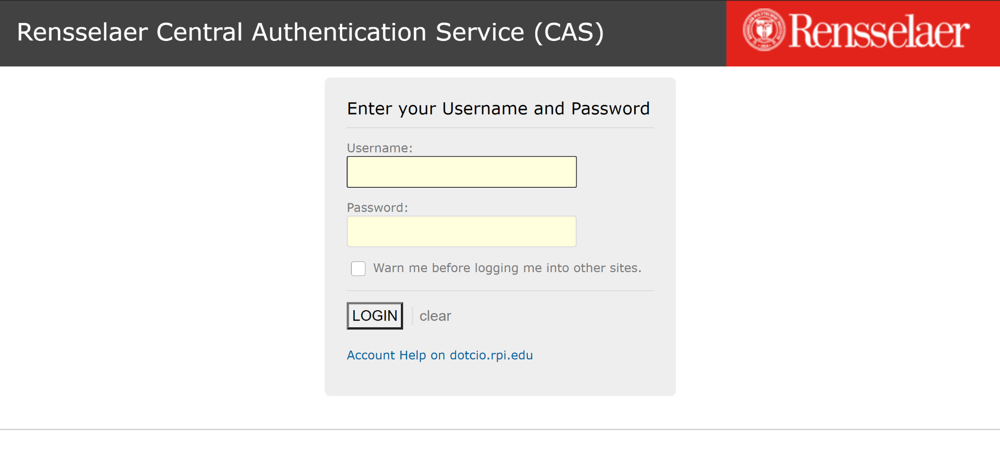 Rensselaer Central Authentication Service (CAS)
Rensselaer
Enter your Username and Password
Username:
Password:
Warn me before logging me into other sites.
LOGIN
clear
Account Help on dotcio.rpi.edu